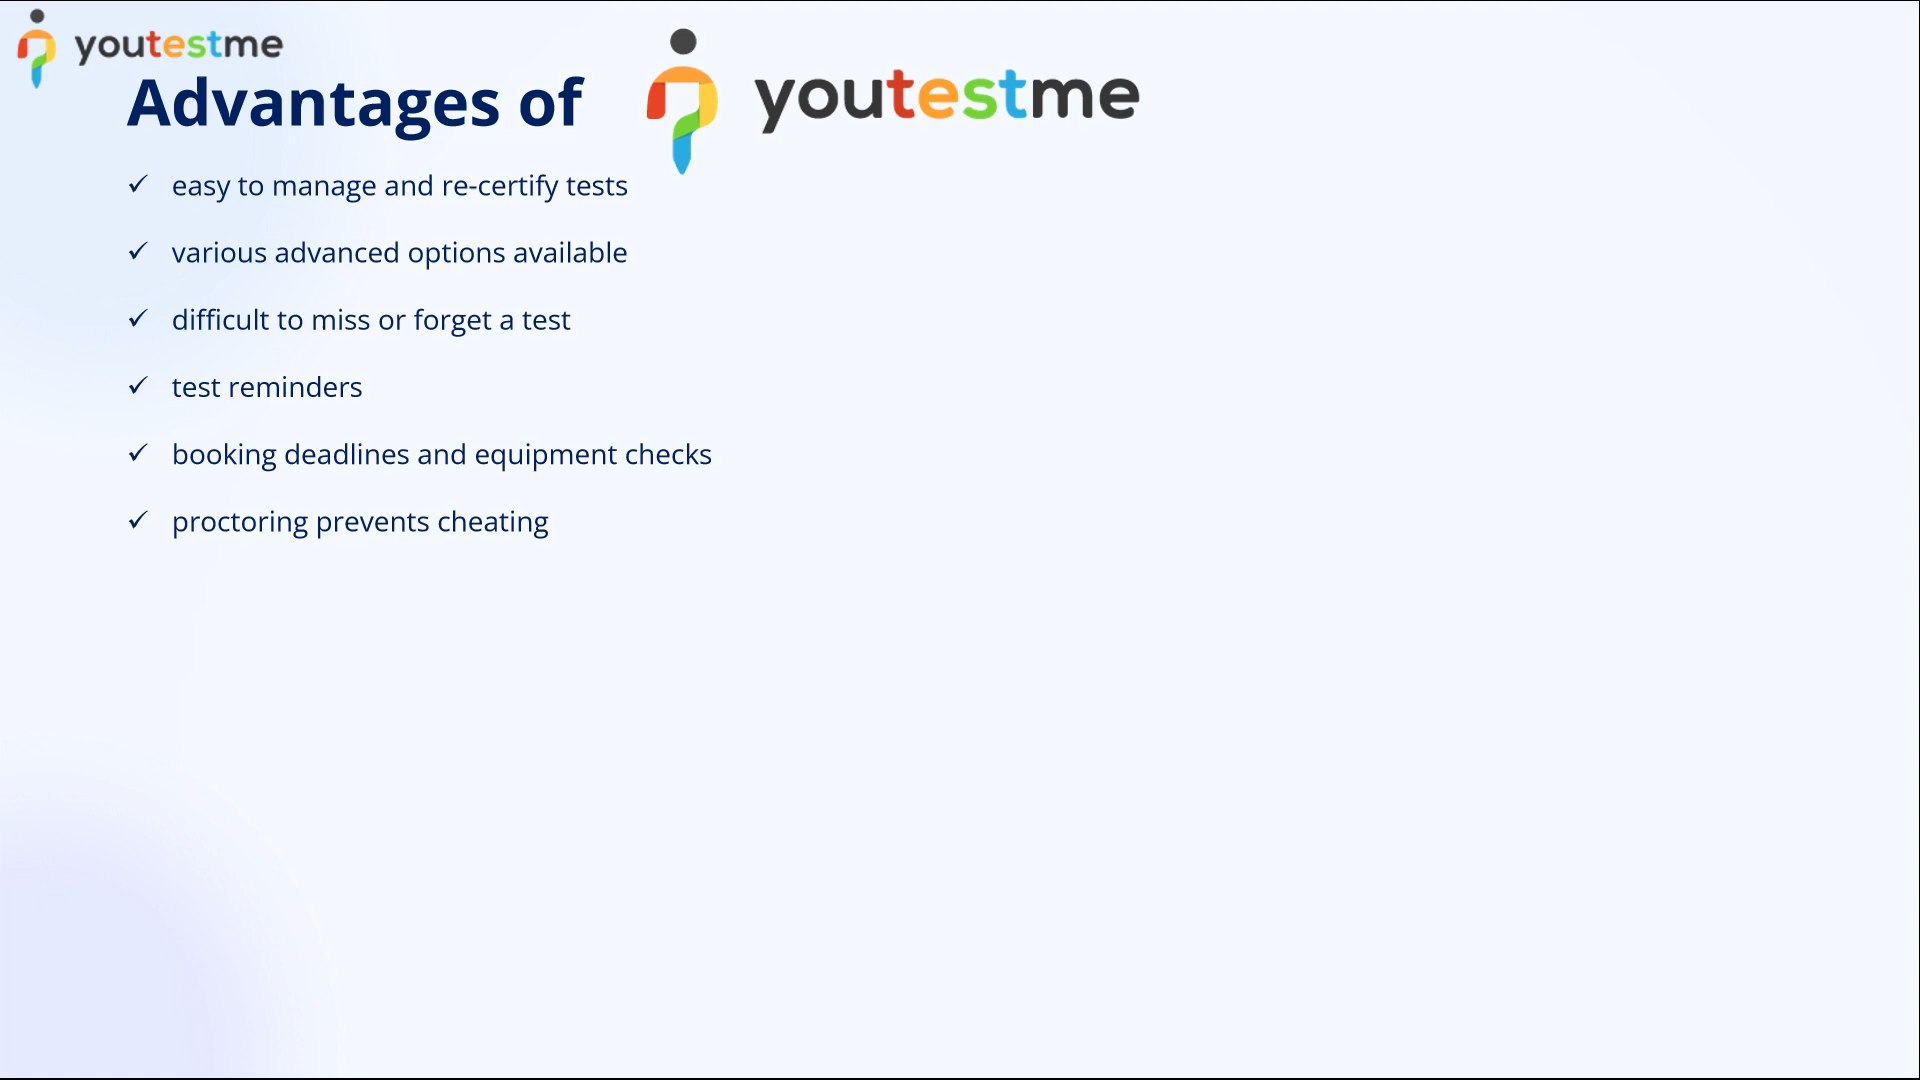 youtestme
Advantages of youtestme
✓ easy to manage and re-certify tests
✓ various advanced options available
✓ difficult to miss or forget a test
✓ test reminders
✓ booking deadlines and equipment checks
✓ proctoring prevents cheating